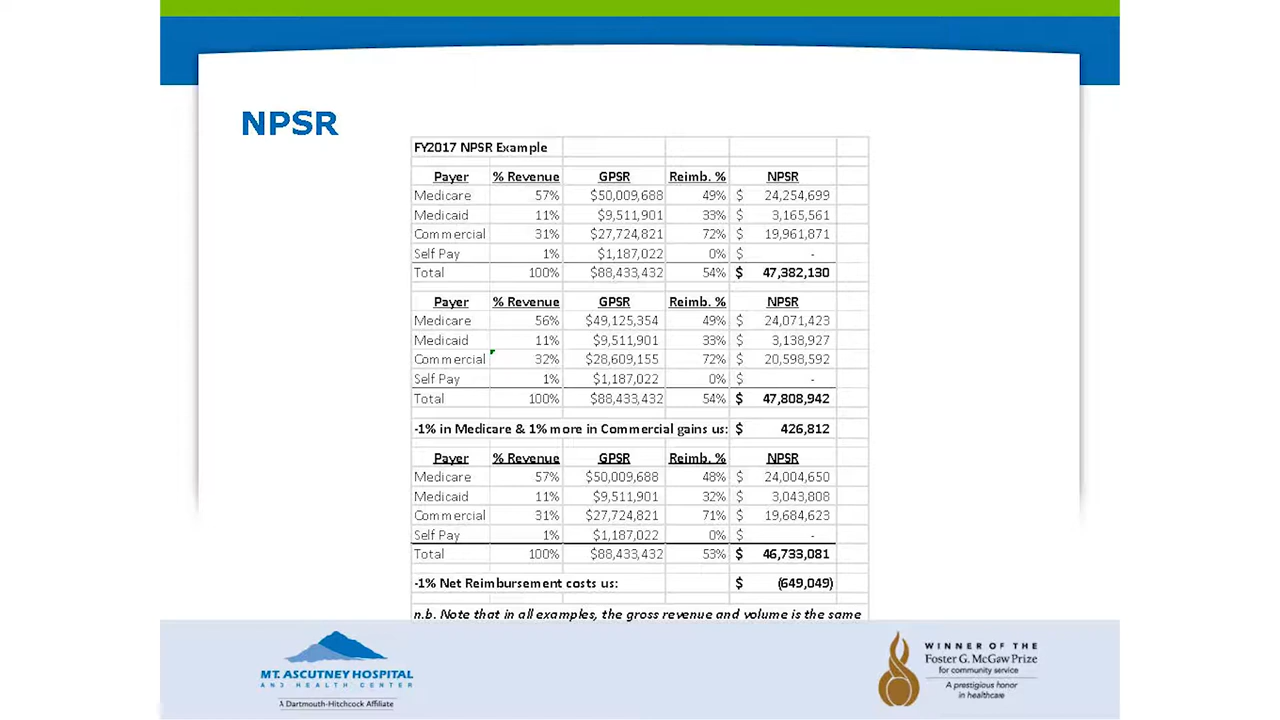 NPSR
FY2017 NPSR Example
Payer % Revenue GPSR Reimb. % NPSR
Medicare 57% $50,009,688 49% $ 24,254,699
Medicaid 11% $9,511,901 33% $ 3,165,561
Commercial 31% $27,724,821 72% $ 19,961,871
Self Pay 1% $1,187,022 0% $ -
Total 100% $88,433,432 54% $ 47,382,130
Payer % Revenue GPSR Reimb. % NPSR
Medicare 56% $49,125,354 49% $ 24,071,423
Medicaid 11% $9,511,901 33% $ 3,138,927
Commercial 32% $28,609,155 72% $ 20,598,592
Self Pay 1% $1,187,022 0% $ -
Total 100% $88,433,432 54% $ 47,808,942
-1% in Medicare & 1% more in Commercial gains us: $ 426,812
Payer % Revenue GPSR Reimb. % NPSR
Medicare 57% $50,009,688 48% $ 24,004,650
Medicaid 11% $9,511,901 32% $ 3,043,808
Commercial 31% $27,724,821 71% $ 19,684,623
Self Pay 1% $1,187,022 0% $ -
Total 100% $88,433,432 53% $ 46,733,081
-1% Net Reimbursement costs us: $ (649,049)
n.b. Note that in all examples, the gross revenue and volume is the same
MT. ASCUTNEY HOSPITAL
AND HEALTH CENTER
A Dartmouth-Hitchcock Affiliate
WINNER OF THE
Foster G. McGaw Prize
for community service
A prestigious honor
in healthcare